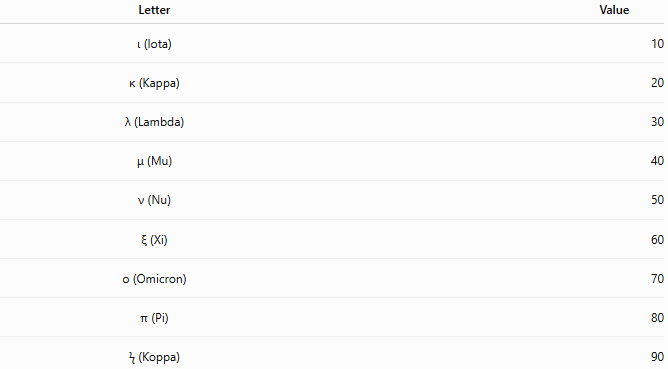 Letter Value
ι (Iota) 10
κ (Kappa) 20
λ (Lambda) 30
μ (Mu) 40
ν (Nu) 50
ξ (Xi) 60
ο (Omicron) 70
π (Pi) 80
ϟ (Koppa) 90